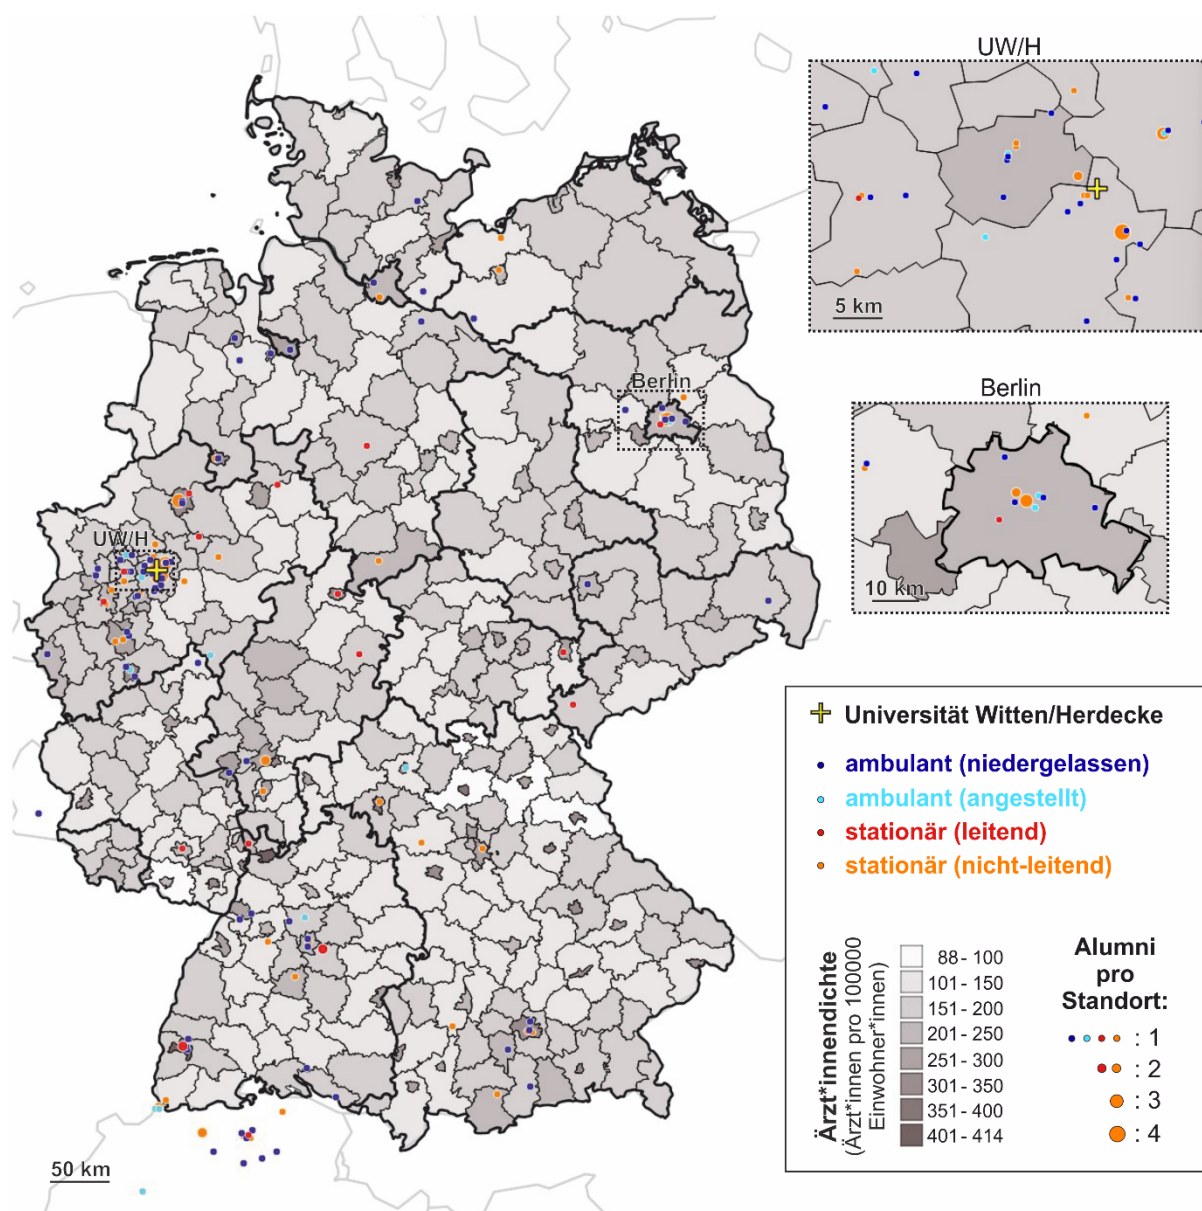 UW/H
5 km
Berlin
Berlin
10 km
UW/H
Universität Witten/Herdecke
ambulant (niedergelassen)
ambulant (angestellt)
stationär (leitend)
stationär (nicht-leitend)
Ärzt*innendichte
(Ärzt*innen pro 100000
Einwohner*innen)
88 - 100
101 - 150
151 - 200
201 - 250
251 - 300
301 - 350
351 - 400
401 - 414
Alumni
pro
Standort:
: 1
: 2
: 3
: 4
50 km